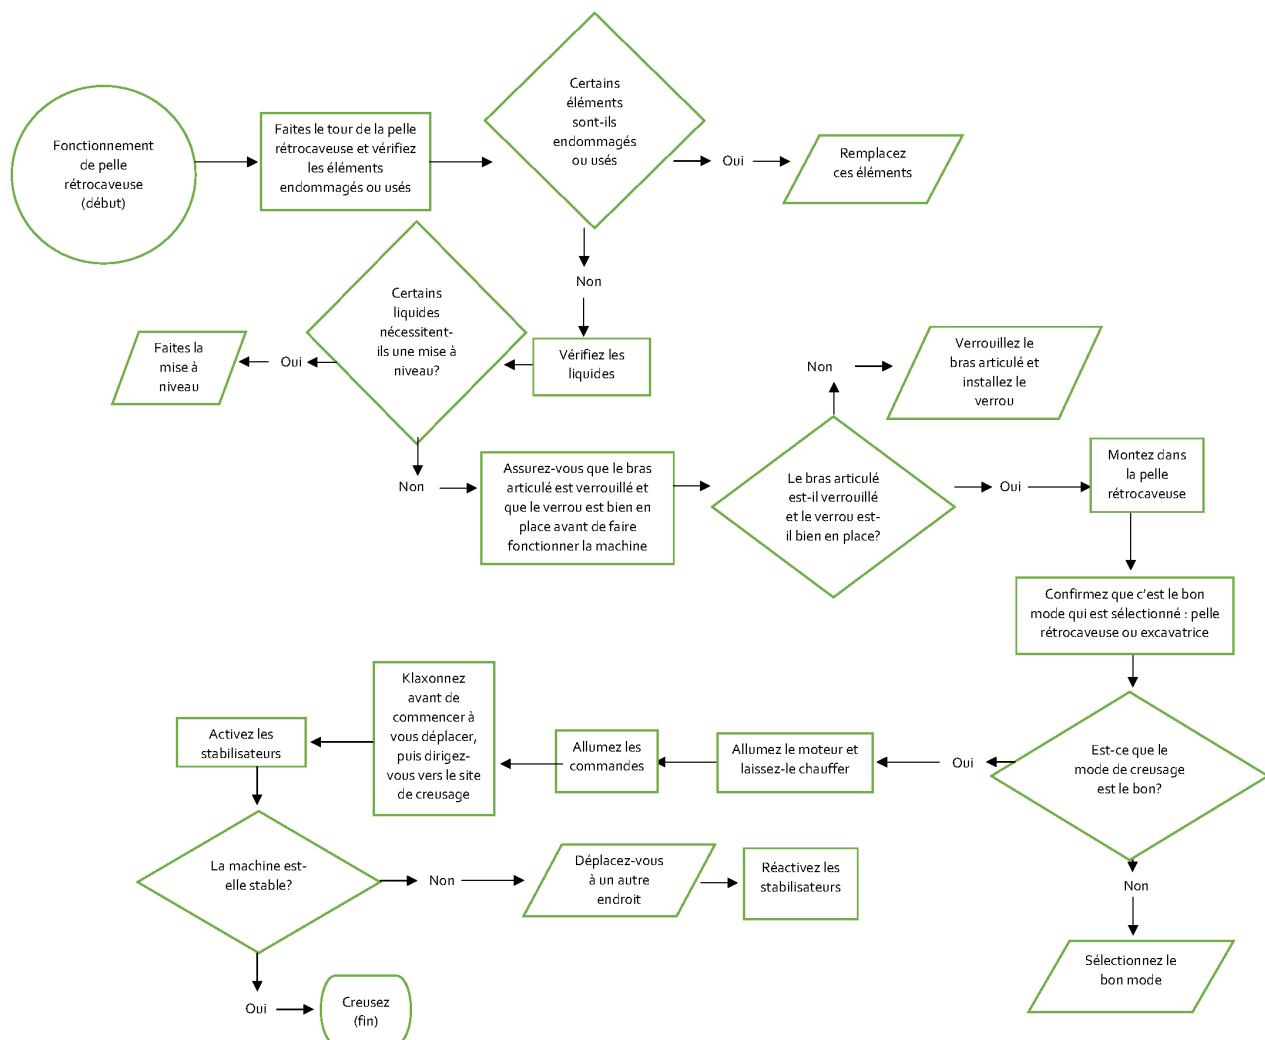 Fonctionnement
de pelle
rétrocaveuse
(début)
Faites le tour de la pelle
rétrocaveuse et vérifiez
les éléments
endommagés ou usés
Certains
éléments
sont-ils
endommagés
ou usés
Oui
Remplacez
ces éléments
Non
Vérifiez les
liquides
Certains
liquides
nécessitent-
ils une mise à
niveau?
Oui
Faites la
mise à
niveau
Non
Assurez-vous que le bras
articulé est verrouillé et
que le verrou est bien en
place avant de faire
fonctionner la machine
Le bras articulé
est-il verrouillé
et le verrou est-
il bien en place?
Non
Verrouillez le
bras articulé et
installez le
verrou
Oui
Montez dans
la pelle
rétrocaveuse
Confirmez que c'est le bon
mode qui est sélectionné : pelle
rétrocaveuse ou excavatrice
Est-ce que le
mode de creusage
est le bon?
Non
Sélectionnez le
bon mode
Oui
Allumez le moteur et
laissez-le chauffer
Allumez les
commandes
Klaxonnez
avant de
commencer à
vous déplacer,
puis dirigez-
vous vers le site
de creusage
Activez les
stabilisateurs
La machine est-
elle stable?
Non
Déplacez-vous
à un autre
endroit
Réactivez les
stabilisateurs
Oui
Creusez
(fin)